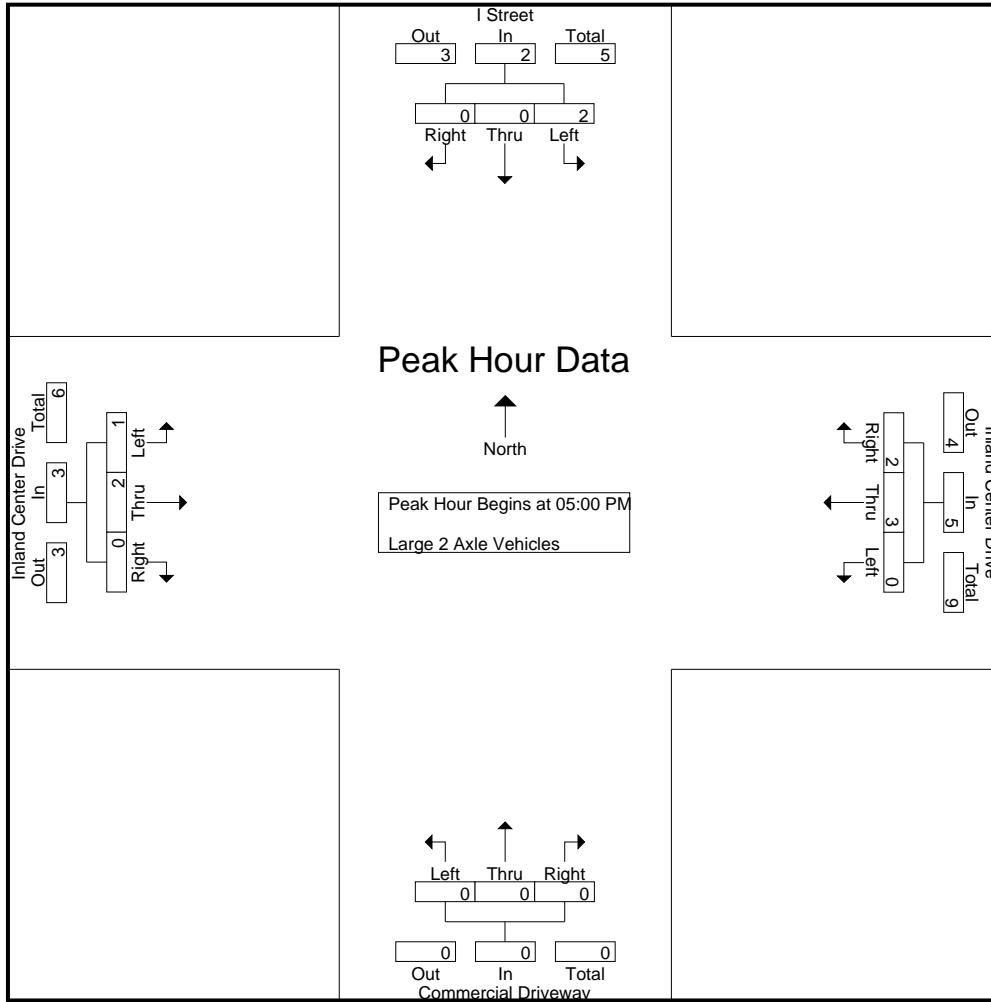 I Street
Out In Total
3 2 5
0 0 2
Right Thru Left
Peak Hour Data
North
Peak Hour Begins at 05:00 PM
Large 2 Axle Vehicles
Inland Center Drive
Total In Out
6 3 3
1 2 0
Left Thru Right
Inland Center Drive
Out In Total
4 5 9
2 3 0
Right Thru Left
Left Thru Right
0 0 0
0 0 0
Out In Total
Commercial Driveway